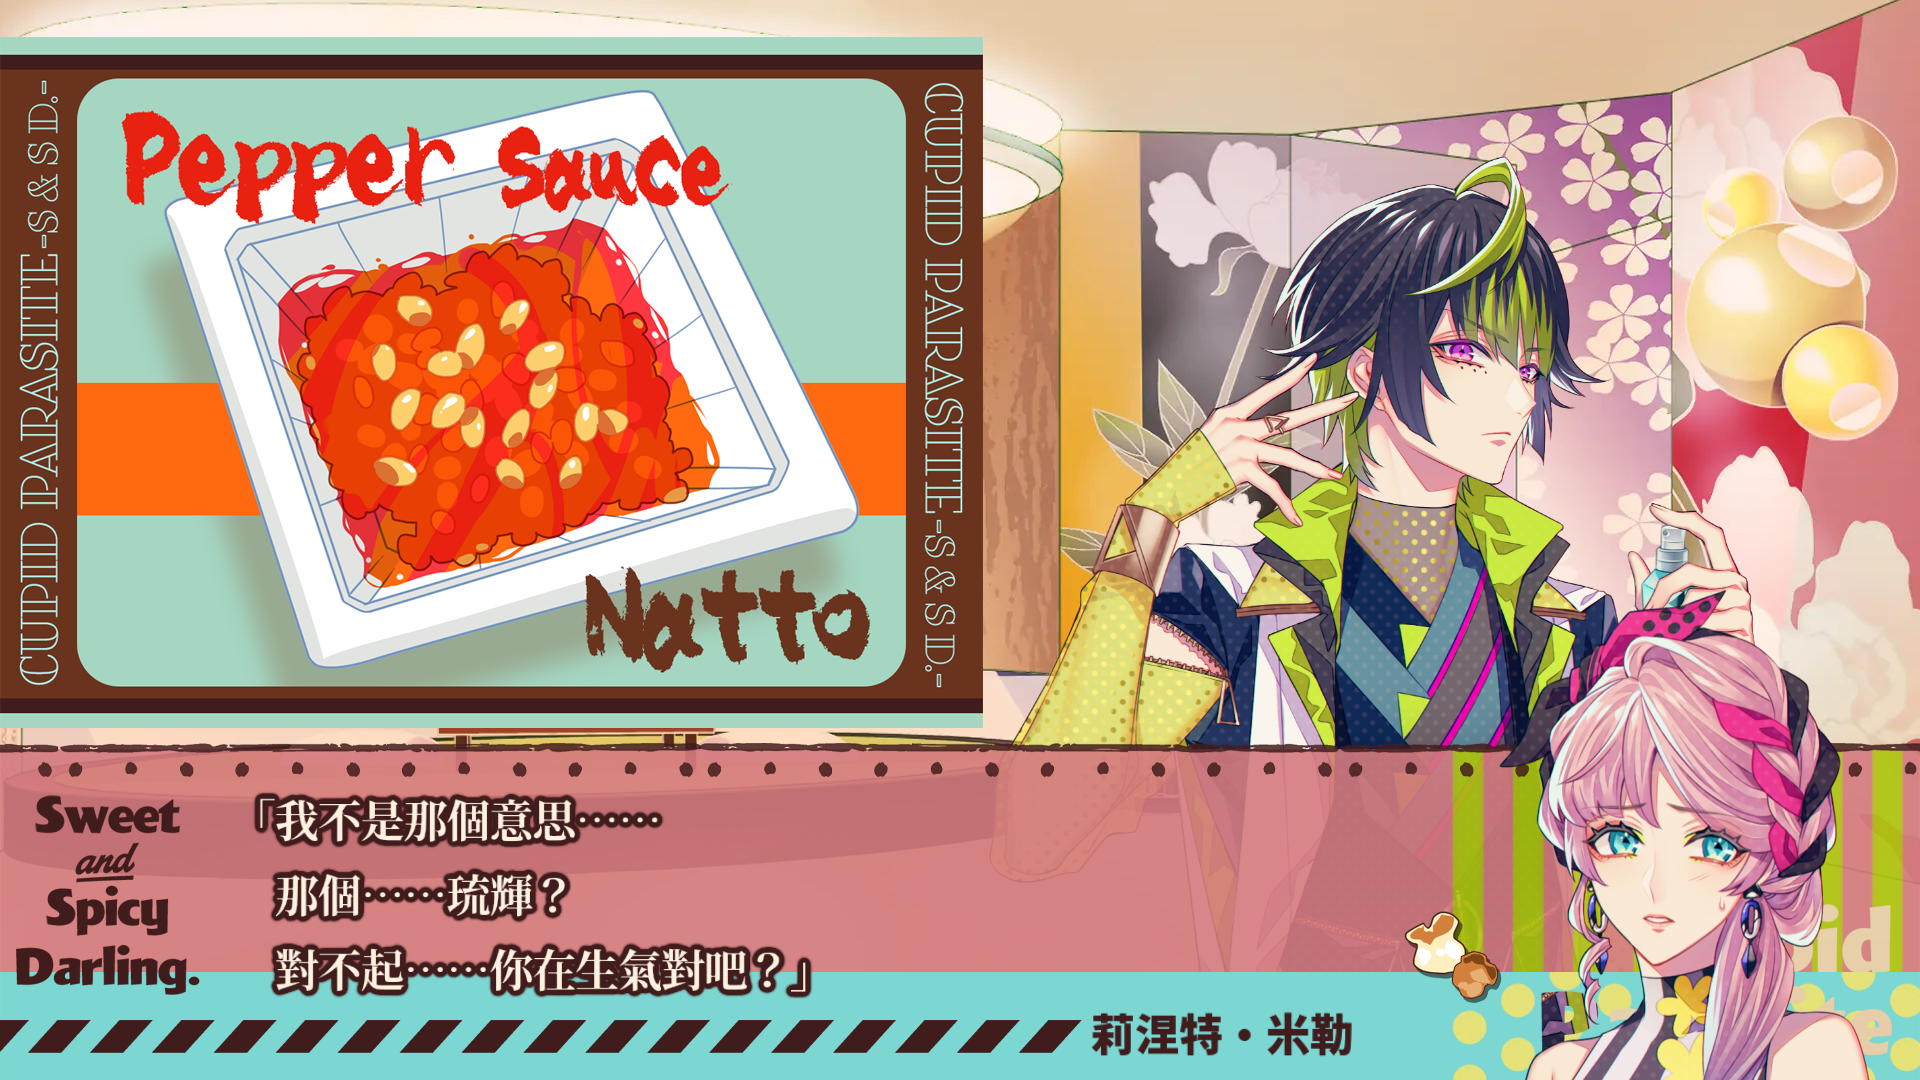 CUPID PARASITE-S & S D.-
Pepper Sauce
Natto
CUPID PARASITE-S & S D.-
Sweet
and
Spicy
Darling.
「我不是那個意思⋯⋯
那個⋯⋯琉輝？
對不起⋯⋯你在生氣對吧？」
莉涅特・米勒